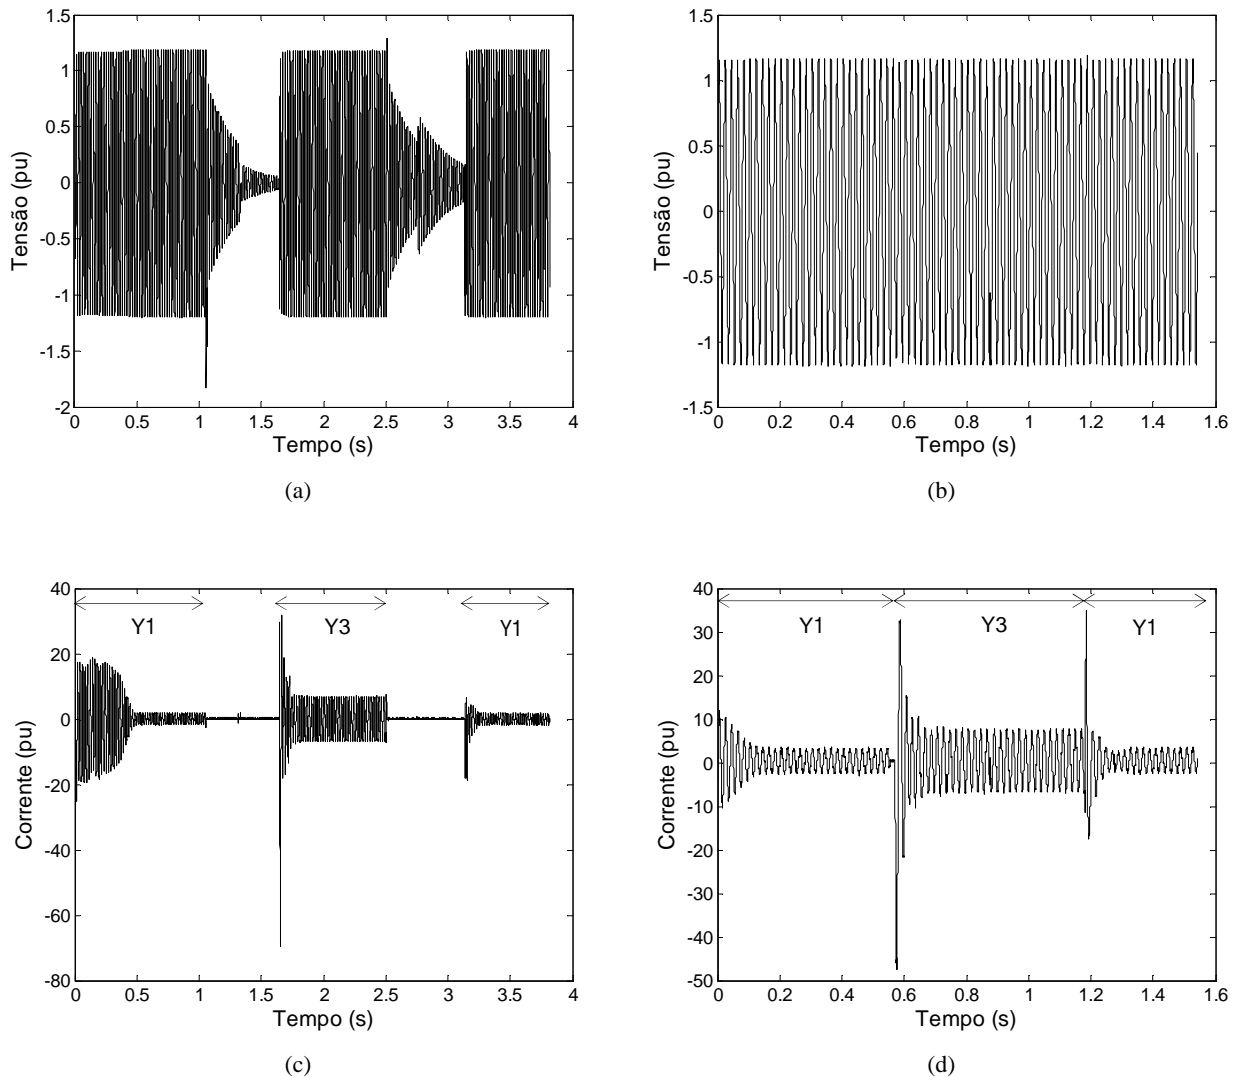 1.5
1
0.5
0
-0.5
-1
-1.5
-2
Tensão (pu)
0 0.5 1 1.5 2 2.5 3 3.5 4
Tempo (s)
(a)
1.5
1
0.5
0
-0.5
-1
-1.5
Tensão (pu)
0 0.2 0.4 0.6 0.8 1 1.2 1.4 1.6
Tempo (s)
(b)
40
20
0
-20
-40
-60
-80
Corrente (pu)
Y1 Y3 Y1
0 0.5 1 1.5 2 2.5 3 3.5 4
Tempo (s)
(c)
40
30
20
10
0
-10
-20
-30
-40
-50
Corrente (pu)
Y1 Y3 Y1
0 0.2 0.4 0.6 0.8 1 1.2 1.4 1.6
Tempo (s)
(d)